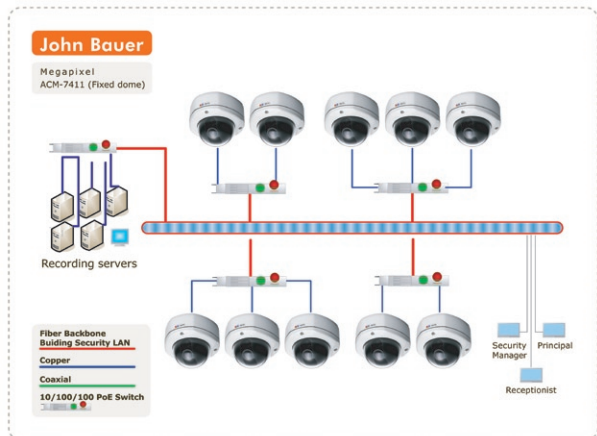 John Bauer
Megapixel
ACM-7411 (Fixed dome)
Recording servers
Security
Manager
Principal
Receptionist
Fiber Backbone
Buiding Security LAN
Copper
Coaxial
10/100/100 PoE Switch